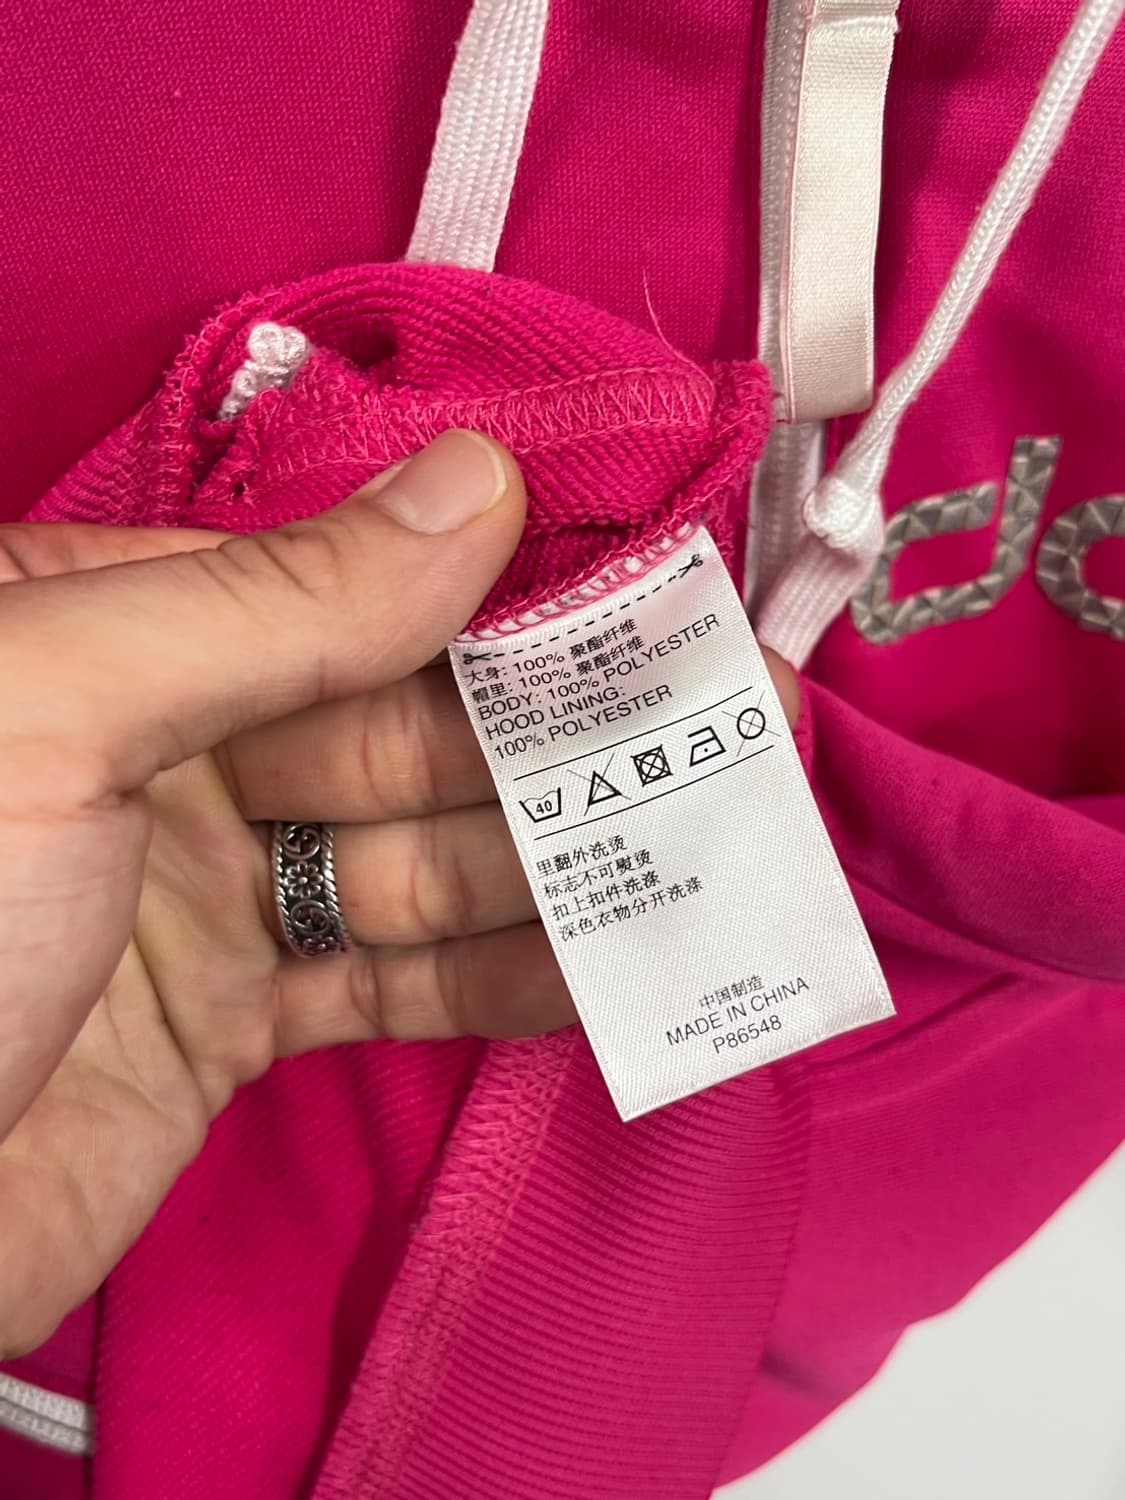 大身: 100% 聚酯纤维
帽里: 100% 聚酯纤维
BODY: 100% POLYESTER
HOOD LINING:
100% POLYESTER
40
里翻外洗烫
标志不可熨烫
扣上扣件洗涤
深色衣物分开洗涤
中国制造
MADE IN CHINA
P86548